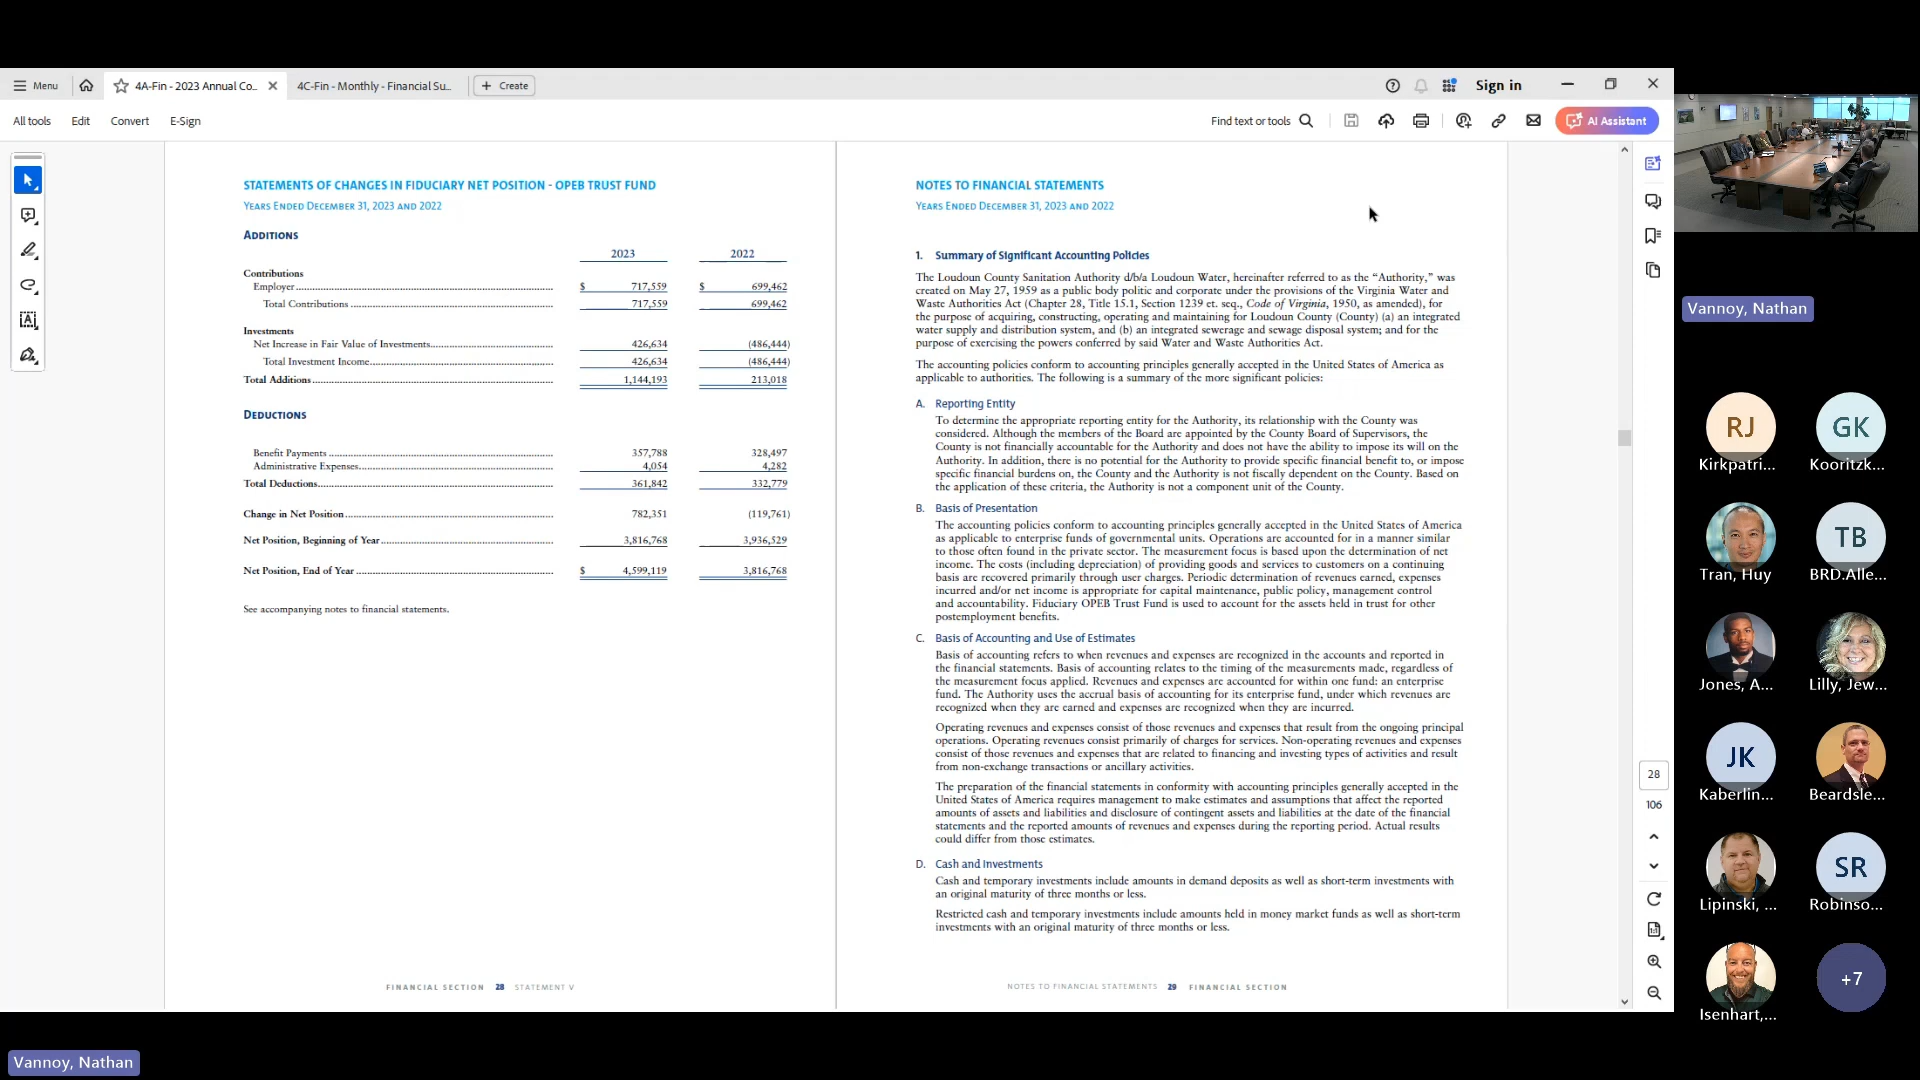 Menu
4A-Fin - 2023 Annual Co...
4C-Fin - Monthly - Financial Su...
Create
Sign in
All tools
Edit
Convert
E-Sign
Find text or tools
AI Assistant
STATEMENTS OF CHANGES IN FIDUCIARY NET POSITION - OPEB TRUST FUND
YEARS ENDED DECEMBER 31, 2023 AND 2022
ADDITIONS
2023 2022
Contributions
Employer $ 717,559 $ 699,462
Total Contributions 717,559 699,462
Investments
Net Increase in Fair Value of Investments 426,634 (486,444)
Total Investment Income 426,634 (486,444)
Total Additions 1,144,193 213,018
DEDUCTIONS
Benefit Payments 357,788 328,497
Administrative Expenses 4,054 4,282
Total Deductions 361,842 332,779
Change in Net Position 782,351 (119,761)
Net Position, Beginning of Year 3,816,768 3,936,529
Net Position, End of Year $ 4,599,119 3,816,768
See accompanying notes to financial statements.
FINANCIAL SECTION 28 STATEMENT V
NOTES TO FINANCIAL STATEMENTS
YEARS ENDED DECEMBER 31, 2023 AND 2022
1. Summary of Significant Accounting Policies
The Loudoun County Sanitation Authority d/b/a Loudoun Water, hereinafter referred to as the “Authority,” was
created on May 27, 1959 as a public body politic and corporate under the provisions of the Virginia Water and
Waste Authorities Act (Chapter 28, Title 15.1, Section 1239 et. seq., Code of Virginia, 1950, as amended), for
the purpose of acquiring, constructing, operating and maintaining for Loudoun County (County) (a) an integrated
water supply and distribution system, and (b) an integrated sewerage and sewage disposal system; and for the
purpose of exercising the powers conferred by said Water and Waste Authorities Act.
The accounting policies conform to accounting principles generally accepted in the United States of America as
applicable to authorities. The following is a summary of the more significant policies:
A. Reporting Entity
To determine the appropriate reporting entity for the Authority, its relationship with the County was
considered. Although the members of the Board are appointed by the County Board of Supervisors, the
County is not financially accountable for the Authority and does not have the ability to impose its will on the
Authority. In addition, there is no potential for the Authority to provide specific financial benefit to, or impose
specific financial burdens on, the County and the Authority is not fiscally dependent on the County. Based on
the application of these criteria, the Authority is not a component unit of the County.
B. Basis of Presentation
The accounting policies conform to accounting principles generally accepted in the United States of America
as applicable to enterprise funds of governmental units. Operations are accounted for in a manner similar
to those often found in the private sector. The measurement focus is based upon the determination of net
income. The costs (including depreciation) of providing goods and services to customers on a continuing
basis are recovered primarily through user charges. Periodic determination of revenues earned, expenses
incurred and/or net income is appropriate for capital maintenance, public policy, management control
and accountability. Fiduciary OPEB Trust Fund is used to account for the assets held in trust for other
postemployment benefits.
C. Basis of Accounting and Use of Estimates
Basis of accounting refers to when revenues and expenses are recognized in the accounts and reported in
the financial statements. Basis of accounting relates to the timing of the measurements made, regardless of
the measurement focus applied. Revenues and expenses are accounted for within one fund: an enterprise
fund. The Authority uses the accrual basis of accounting for its enterprise fund, under which revenues are
recognized when they are earned and expenses are recognized when they are incurred.
Operating revenues and expenses consist of those revenues and expenses that result from the ongoing principal
operations. Operating revenues consist primarily of charges for services. Non-operating revenues and expenses
consist of those revenues and expenses that are related to financing and investing types of activities and result
from non-exchange transactions or ancillary activities.
The preparation of the financial statements in conformity with accounting principles generally accepted in the
United States of America requires management to make estimates and assumptions that affect the reported
amounts of assets and liabilities and disclosure of contingent assets and liabilities at the date of the financial
statements and the reported amounts of revenues and expenses during the reporting period. Actual results
could differ from those estimates.
D. Cash and Investments
Cash and temporary investments include amounts in demand deposits as well as short-term investments with
an original maturity of three months or less.
Restricted cash and temporary investments include amounts held in money market funds as well as short-term
investments with an original maturity of three months or less.
NOTES TO FINANCIAL STATEMENTS 29 FINANCIAL SECTION
28
106
Vannoy, Nathan
RJ
Kirkpatri...
GK
Kooritzk...
Tran, Huy
TB
BRD.Alle...
Jones, A...
Lilly, Jew...
JK
Kaberlin...
Beardsle...
Lipinski, ...
SR
Robinso...
Isenhart,...
+7
Vannoy, Nathan